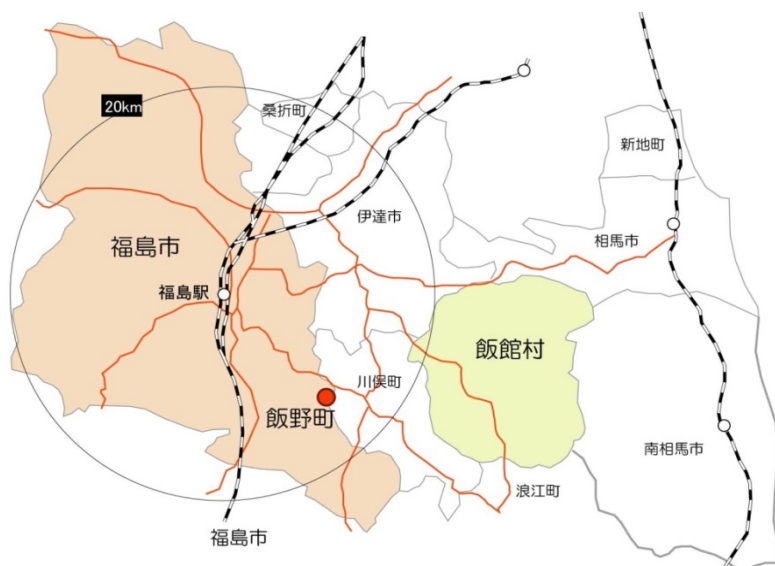 20km
桑折町
新地町
伊達市
相馬市
福島市
福島駅
飯舘村
川俣町
飯野町
南相馬市
浪江町
福島市